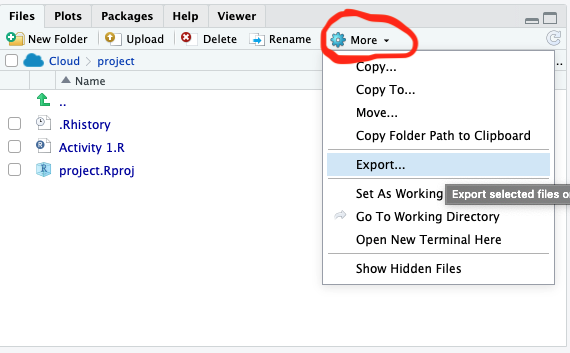 Files Plots Packages Help Viewer
New Folder Upload Delete Rename More
Cloud project ..
Name
..
.Rhistory
Activity 1.R
project.Rproj
Copy...
Copy To...
Move...
Copy Folder Path to Clipboard
Export...
Set As Working Export selected files
Go To Working Directory
Open New Terminal Here
Show Hidden Files